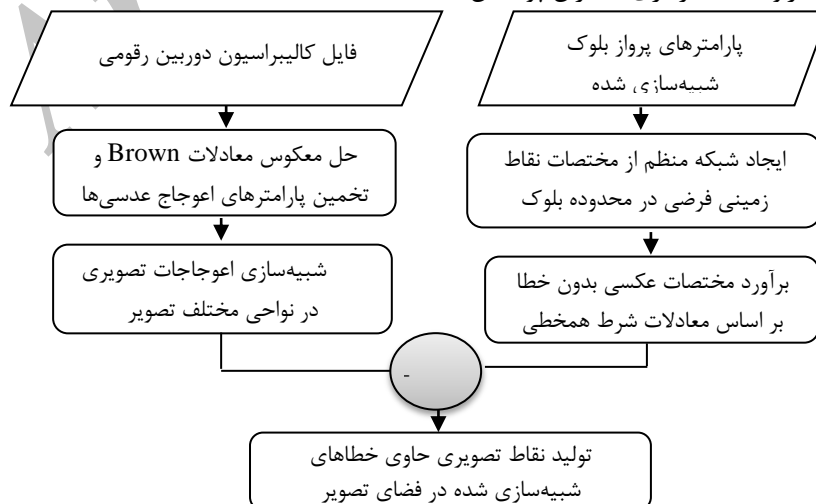 پارامترهای پرواز بلوک
شبیه‌سازی شده
فایل کالیبراسیون دوربین رقومی
ایجاد شبکه منظم از مختصات نقاط
زمینی فرضی در محدوده بلوک
حل معکوس معادلات Brown و
تخمین پارامترهای اعوجاج عدسی‌ها
برآورد مختصات عکسی بدون خطا
بر اساس معادلات شرط همخطی
شبیه‌سازی اعوجاجات تصویری
در نواحی مختلف تصویر
-
تولید نقاط تصویری حاوی خطاهای
شبیه‌سازی شده در فضای تصویر